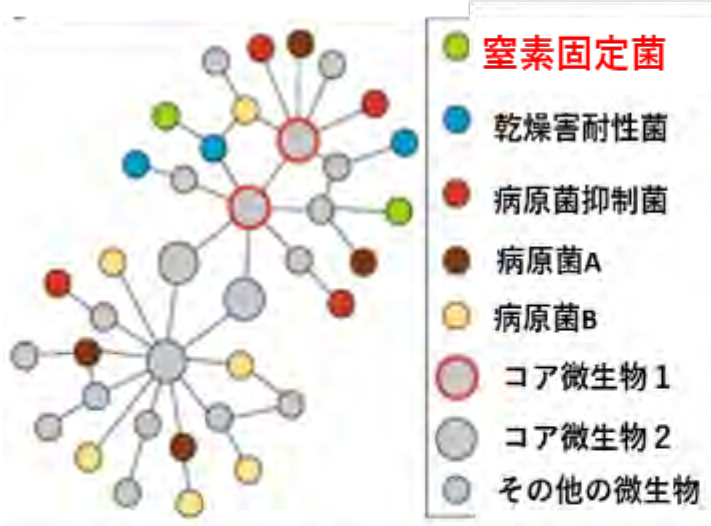 窒素固定菌
乾燥害耐性菌
病原菌抑制菌
病原菌A
病原菌B
コア微生物1
コア微生物2
その他の微生物